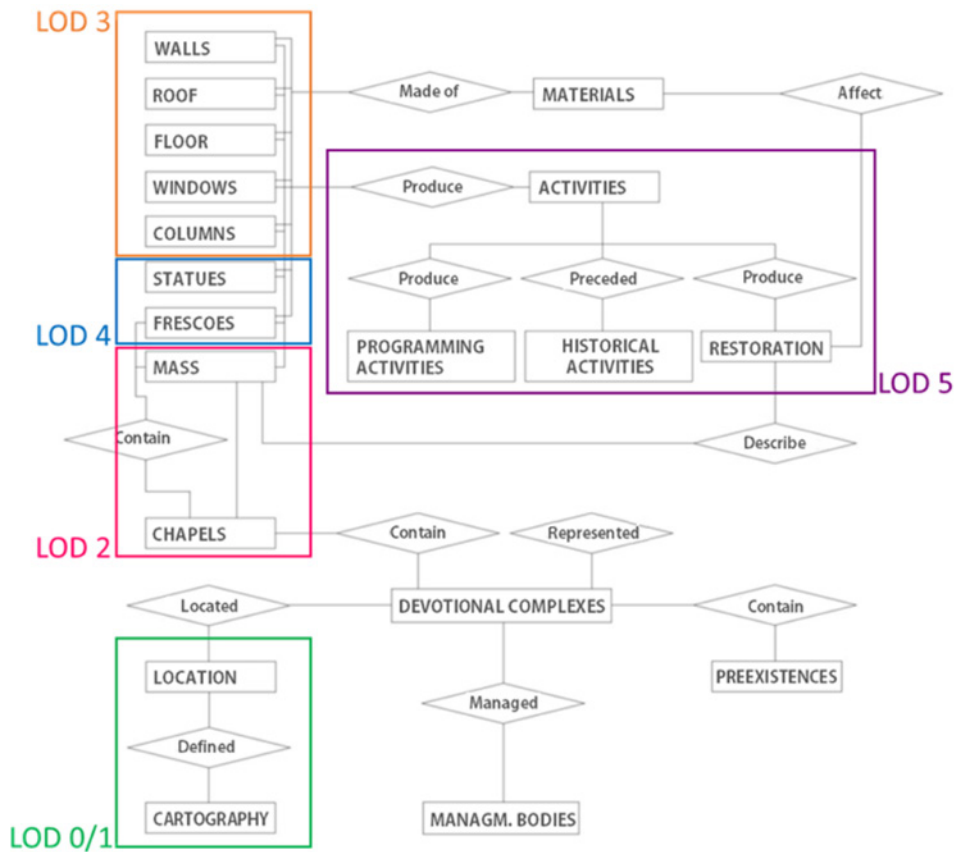 LOD 3
WALLS
ROOF
Made of
MATERIALS
Affect
FLOOR
WINDOWS
Produce
ACTIVITIES
COLUMNS
STATUES
Produce
Preceded
Produce
LOD 4
FRESCOES
PROGRAMMING
ACTIVITIES
HISTORICAL
ACTIVITIES
RESTORATION
MASS
LOD 5
Contain
Describe
LOD 2
CHAPELS
Contain
Represented
Located
DEVOTIONAL COMPLEXES
Contain
LOCATION
PREEXISTENCES
Managed
Defined
CARTOGRAPHY
MANAGM. BODIES
LOD 0/1